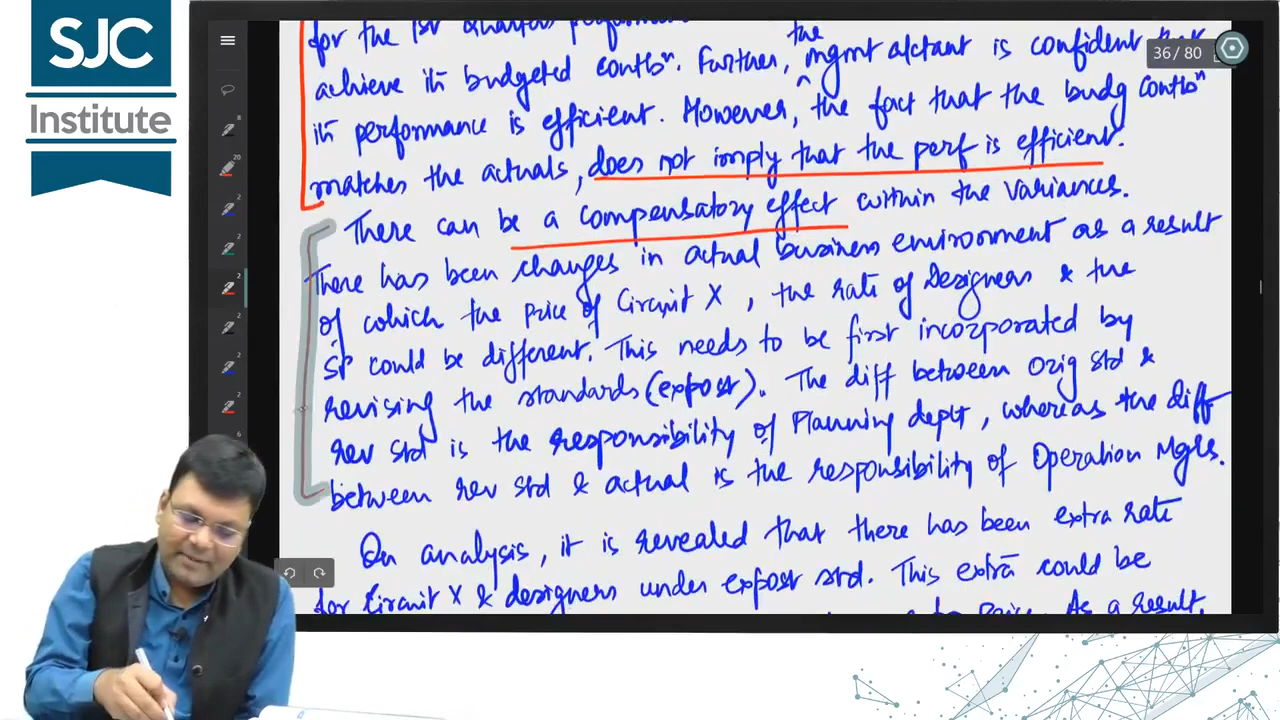 SJC
Institute
36 / 80
for the 1st
the
achieve its budgeted contbn. Further, mgmt a/ctant is confident that
its performance is efficient. However, the fact that the budg contbn
matches the actuals, does not imply that the perf is efficient.
There can be a compensatory effect within the variances.
There has been changes in actual business environment as a result
of which the price of Circuit X, the rate of Designers & the
SP could be different. This needs to be first incorporated by
revising the standards (expost). The diff between orig std &
rev std is the responsibility of Planning deptt, whereas the diff
between rev std & actual is the responsibility of Operation Mgrs.
On analysis, it is revealed that there has been extra rate
for Circuit X & designers under expost std. This extra could be
As a result,